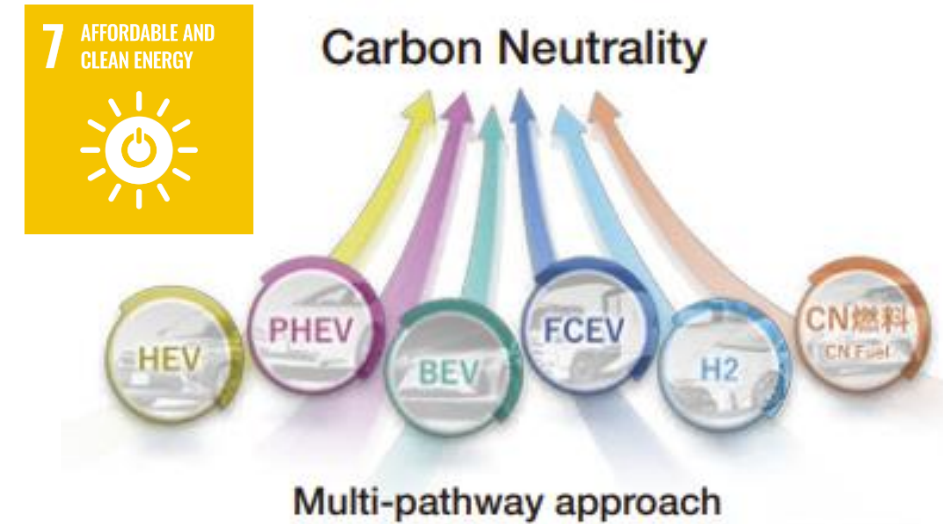 7 AFFORDABLE AND
CLEAN ENERGY
Carbon Neutrality
HEV
PHEV
BEV
FCEV
H2
CN燃料
CN Fuel
Multi-pathway approach